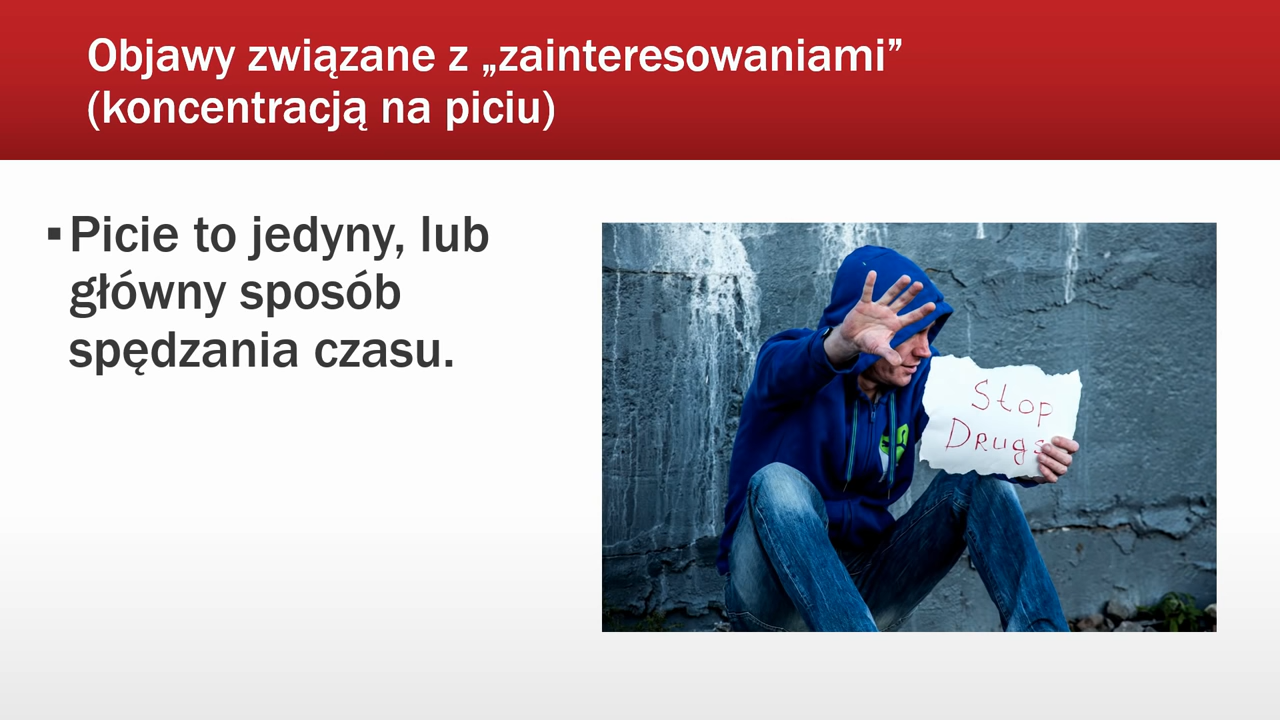 Objawy związane z „zainteresowaniami”
(koncentracją na piciu)
▪Picie to jedyny, lub
główny sposób
spędzania czasu.
Stop
Drugs